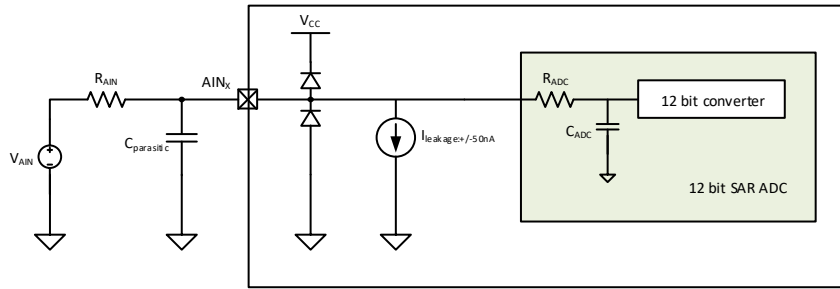 V_CC
R_AIN
AIN_X
R_ADC
12 bit converter
V_AIN
+
-
C_parasitic
I_leakage:+/-50nA
C_ADC
12 bit SAR ADC